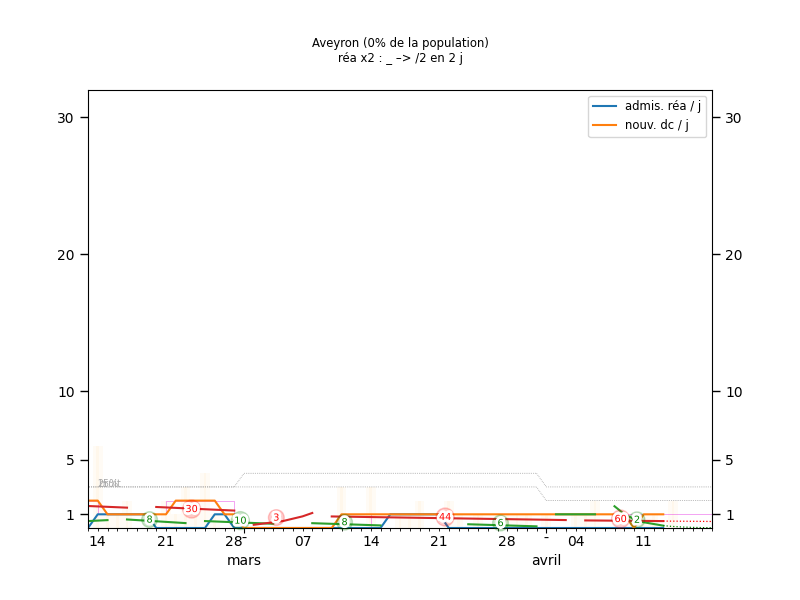 Aveyron (0% de la population)
réa x2 : _ –> /2 en 2 j
admis. réa / j
nouv. dc / j
30 30
20 20
10 10
5 5
1 1
8 30 10 3 8 44 6 60 2
14 21 28 07 14 21 28 04 11
mars avril